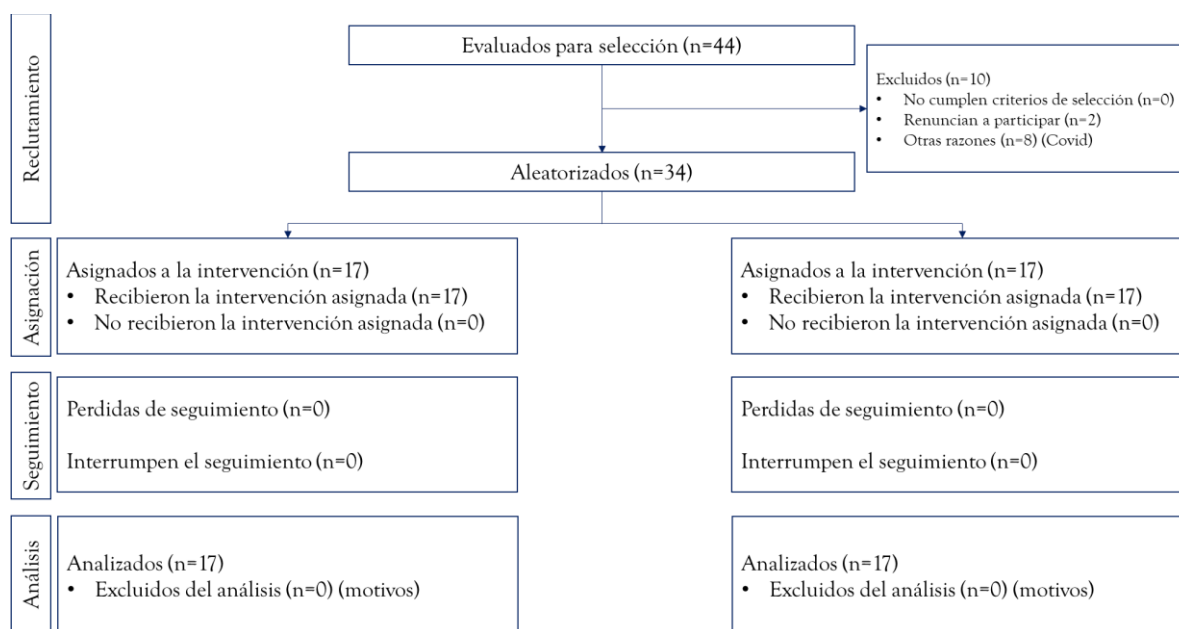 Reclutamiento
Evaluados para selección (n=44)
Excluidos (n=10)
• No cumplen criterios de selección (n=0)
• Renuncian a participar (n=2)
• Otras razones (n=8) (Covid)
Aleatorizados (n=34)
Asignación
Asignados a la intervención (n=17)
• Recibieron la intervención asignada (n=17)
• No recibieron la intervención asignada (n=0)
Asignados a la intervención (n=17)
• Recibieron la intervención asignada (n=17)
• No recibieron la intervención asignada (n=0)
Seguimiento
Perdidas de seguimiento (n=0)
Interrumpen el seguimiento (n=0)
Perdidas de seguimiento (n=0)
Interrumpen el seguimiento (n=0)
Análisis
Analizados (n=17)
• Excluidos del análisis (n=0) (motivos)
Analizados (n=17)
• Excluidos del análisis (n=0) (motivos)